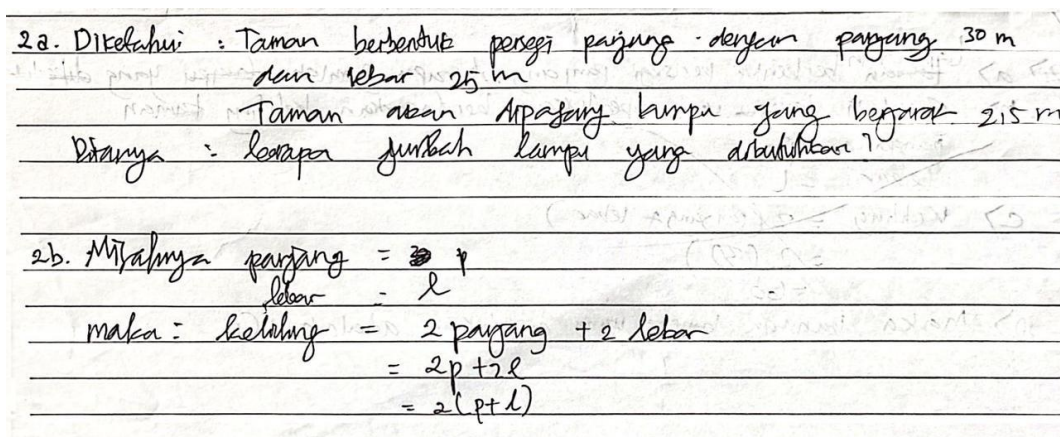 2a. Diketahui : Taman berbentuk persegi panjang dengan panjang 30 m
dan lebar 25 m
Taman akan dipasang lampu yang berjarak 2,5 m
Ditanya : berapa jumlah lampu yang dibutuhkan?
2b. Misalnya panjang = p
lebar = l
maka : keliling = 2 panjang + 2 lebar
= 2p + 2l
= 2(p+l)